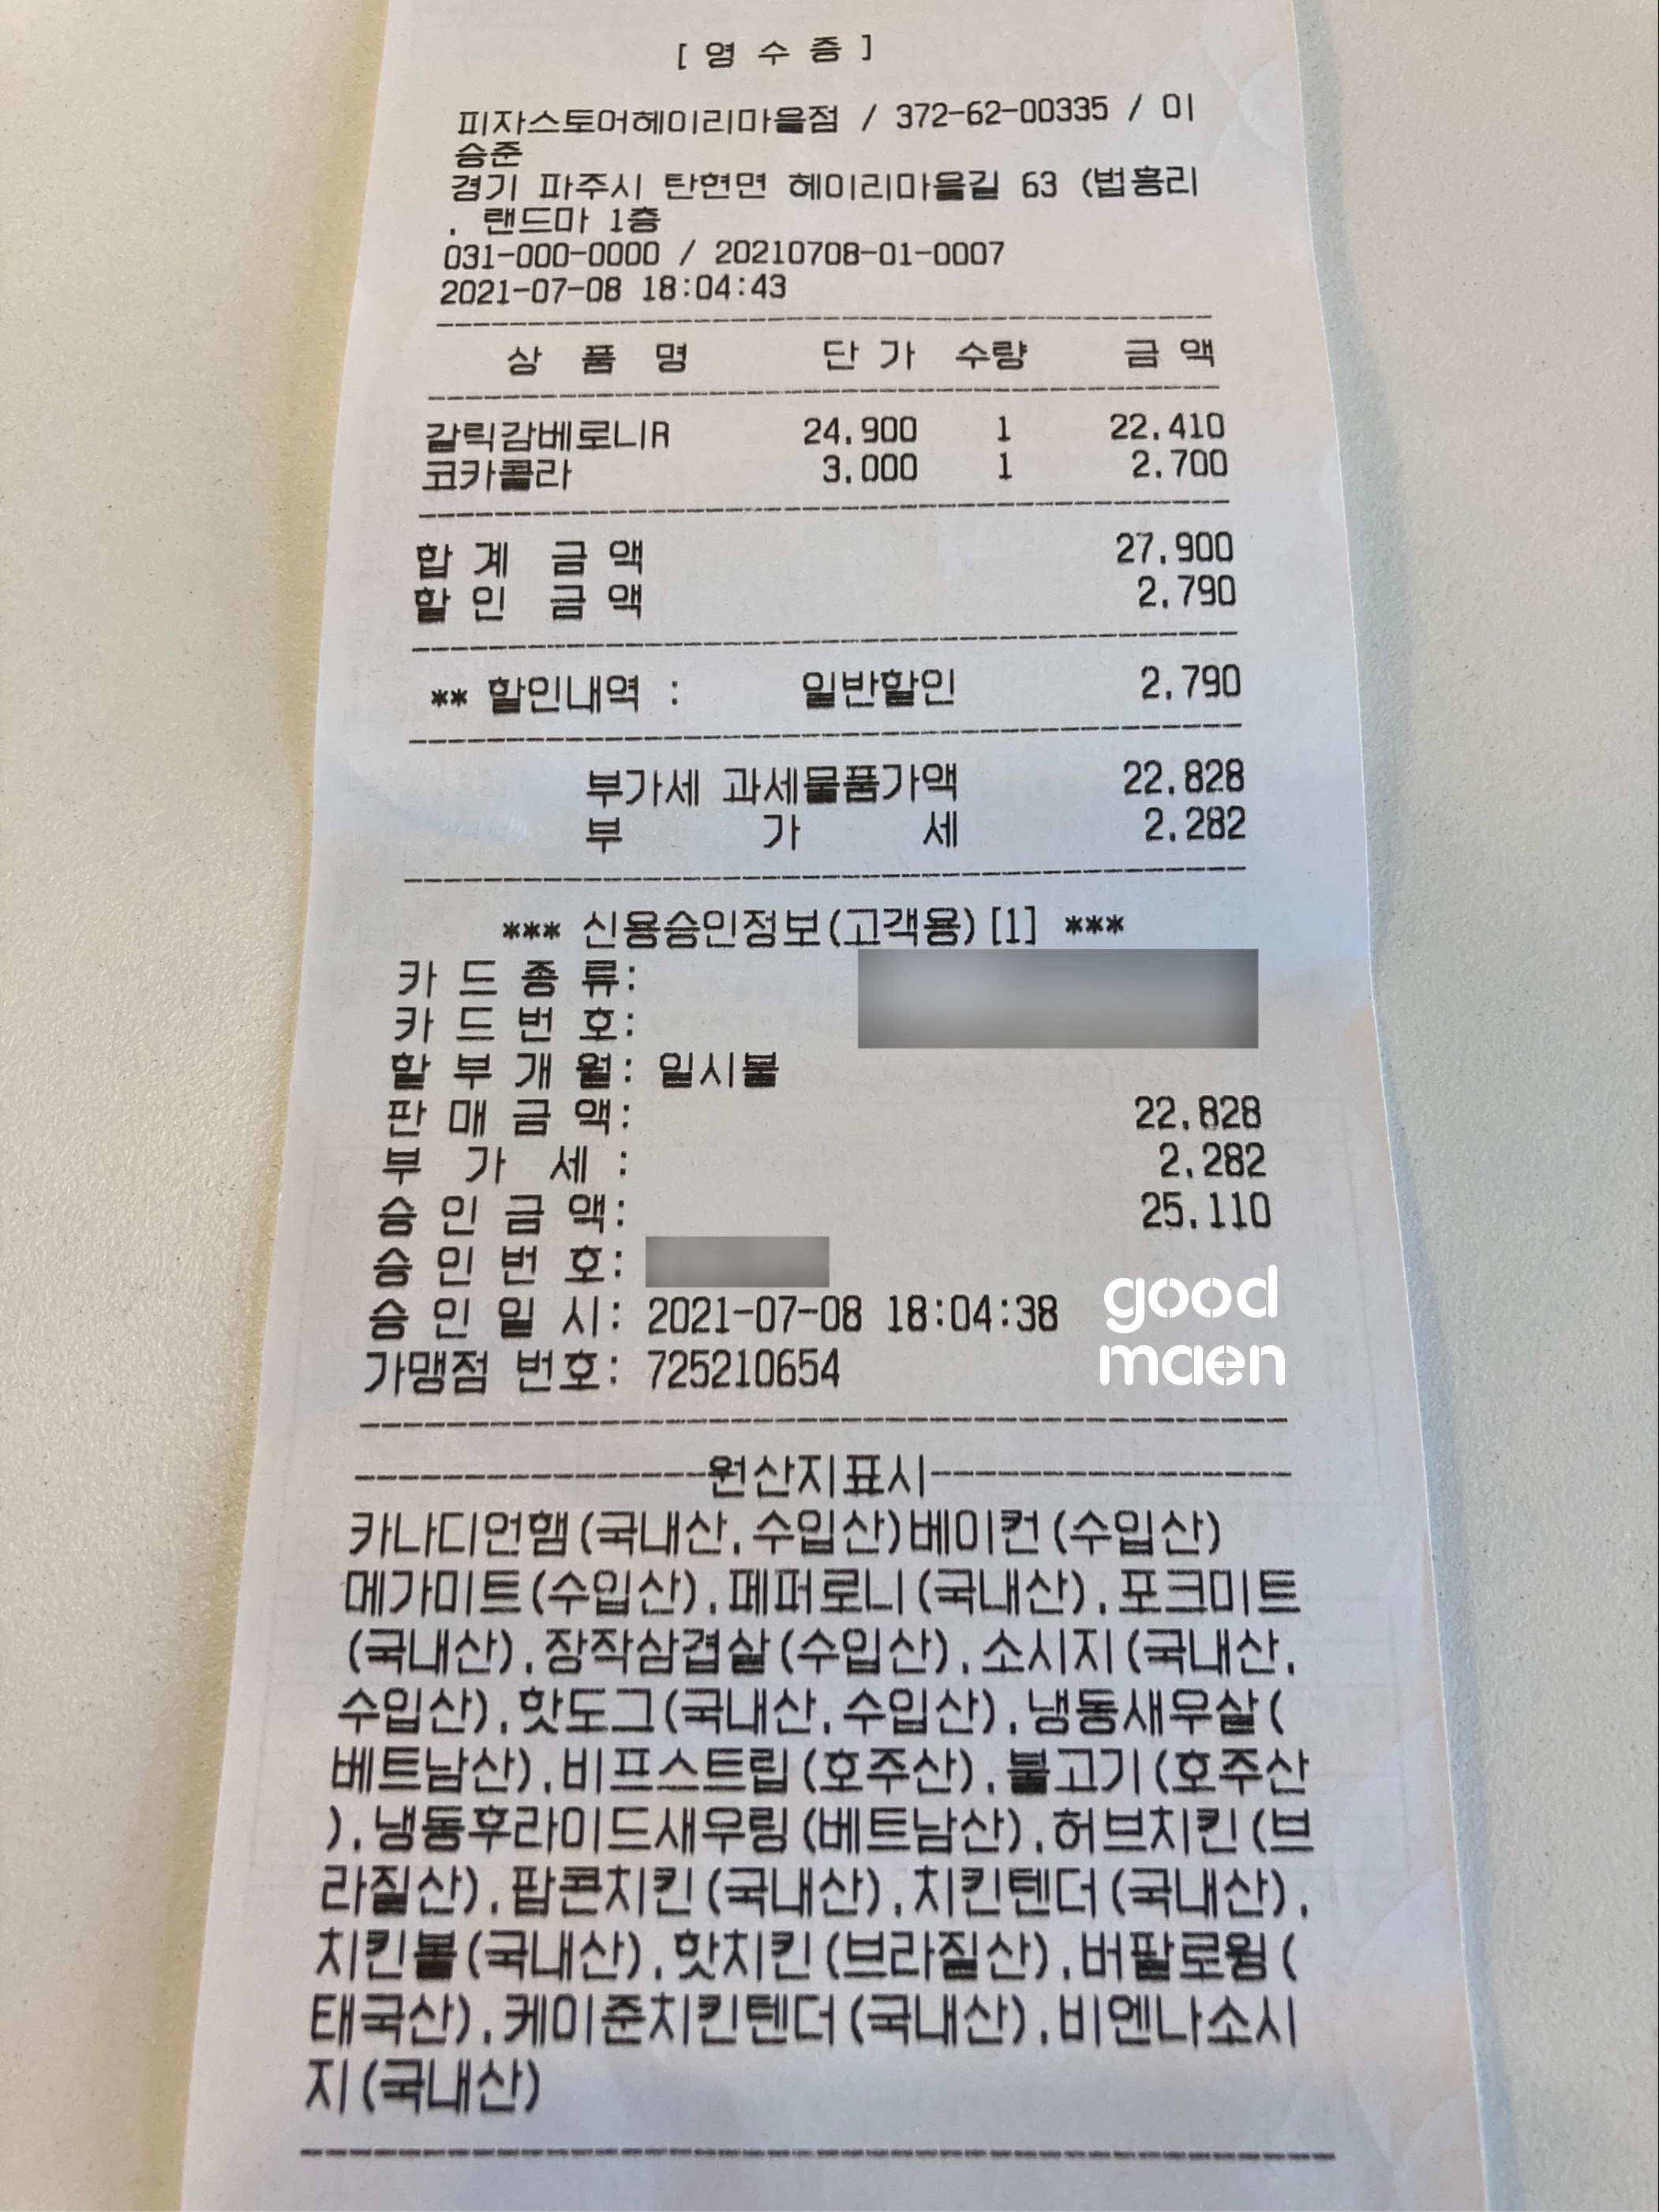 [ 영 수 증 ]
피자스토어헤이리마을점 / 372-62-00335 / 이
승준
경기 파주시 탄현면 헤이리마을길 63 (법흥리
, 랜드마 1층
031-000-0000 / 20210708-01-0007
2021-07-08 18:04:43
상 품 명 단 가 수량 금 액
갈릭감베로니R 24,900 1 22,410
코카콜라 3,000 1 2,700
합 계 금 액 27,900
할 인 금 액 2,790
** 할인내역 : 일반할인 2,790
부가세 과세물품가액 22,828
부 가 세 2,282
*** 신용승인정보(고객용)[1] ***
카 드 종 류:
카 드 번 호:
할 부 개 월: 일시불
판 매 금 액: 22,828
부 가 세 : 2,282
승 인 금 액: 25,110
승 인 번 호:
승 인 일 시: 2021-07-08 18:04:38
가맹점 번호: 725210654
good
maen
----------------원산지표시----------------
카나디언햄(국내산,수입산)베이컨(수입산)
메가미트(수입산),페퍼로니(국내산),포크미트
(국내산),장작삼겹살(수입산),소시지(국내산,
수입산),핫도그(국내산,수입산),냉동새우살(
베트남산),비프스트립(호주산),불고기(호주산
),냉동후라이드새우링(베트남산),허브치킨(브
라질산),팝콘치킨(국내산),치킨텐더(국내산),
치킨볼(국내산),핫치킨(브라질산),버팔로윙(
태국산),케이준치킨텐더(국내산),비엔나소시
지(국내산)